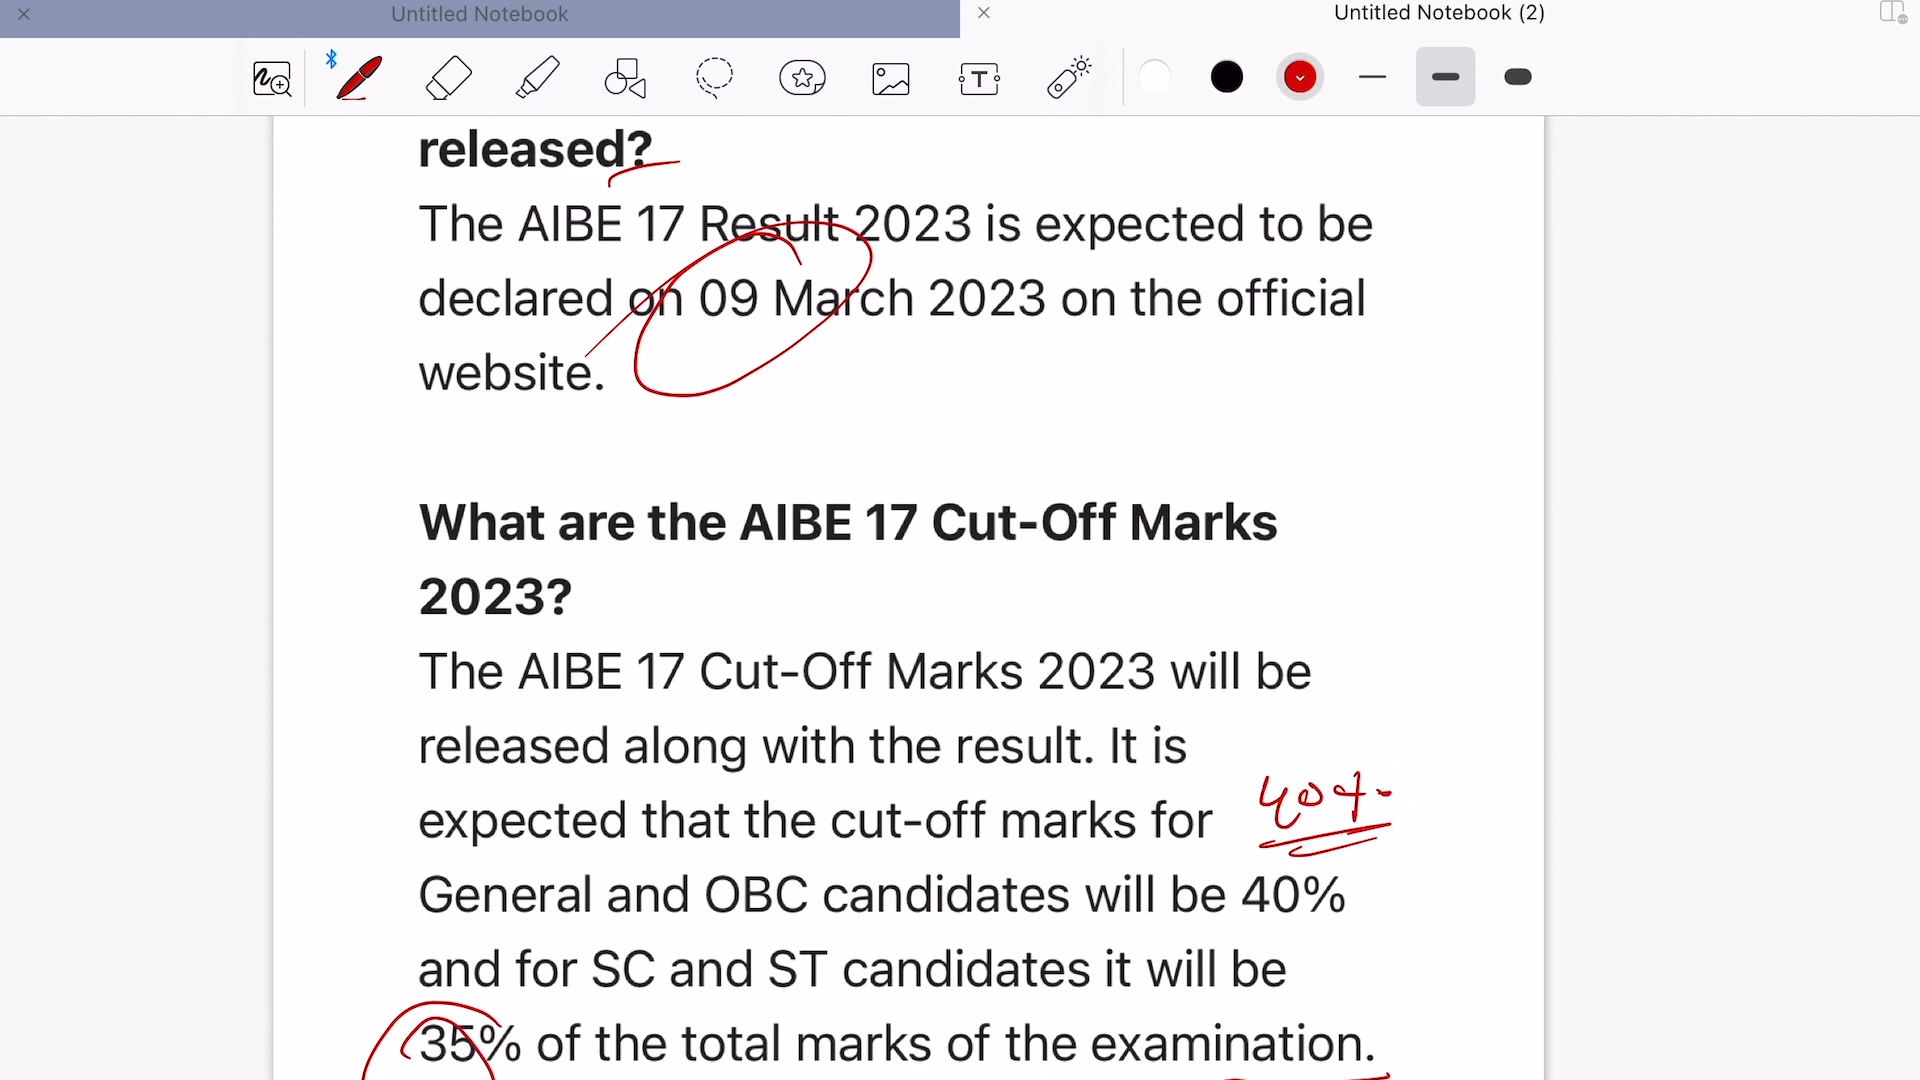 Untitled Notebook
Untitled Notebook (2)
T
released?
The AIBE 17 Result 2023 is expected to be
declared on 09 March 2023 on the official
website.
What are the AIBE 17 Cut-Off Marks
2023?
The AIBE 17 Cut-Off Marks 2023 will be
released along with the result. It is
expected that the cut-off marks for
40%
General and OBC candidates will be 40%
and for SC and ST candidates it will be
35% of the total marks of the examination.